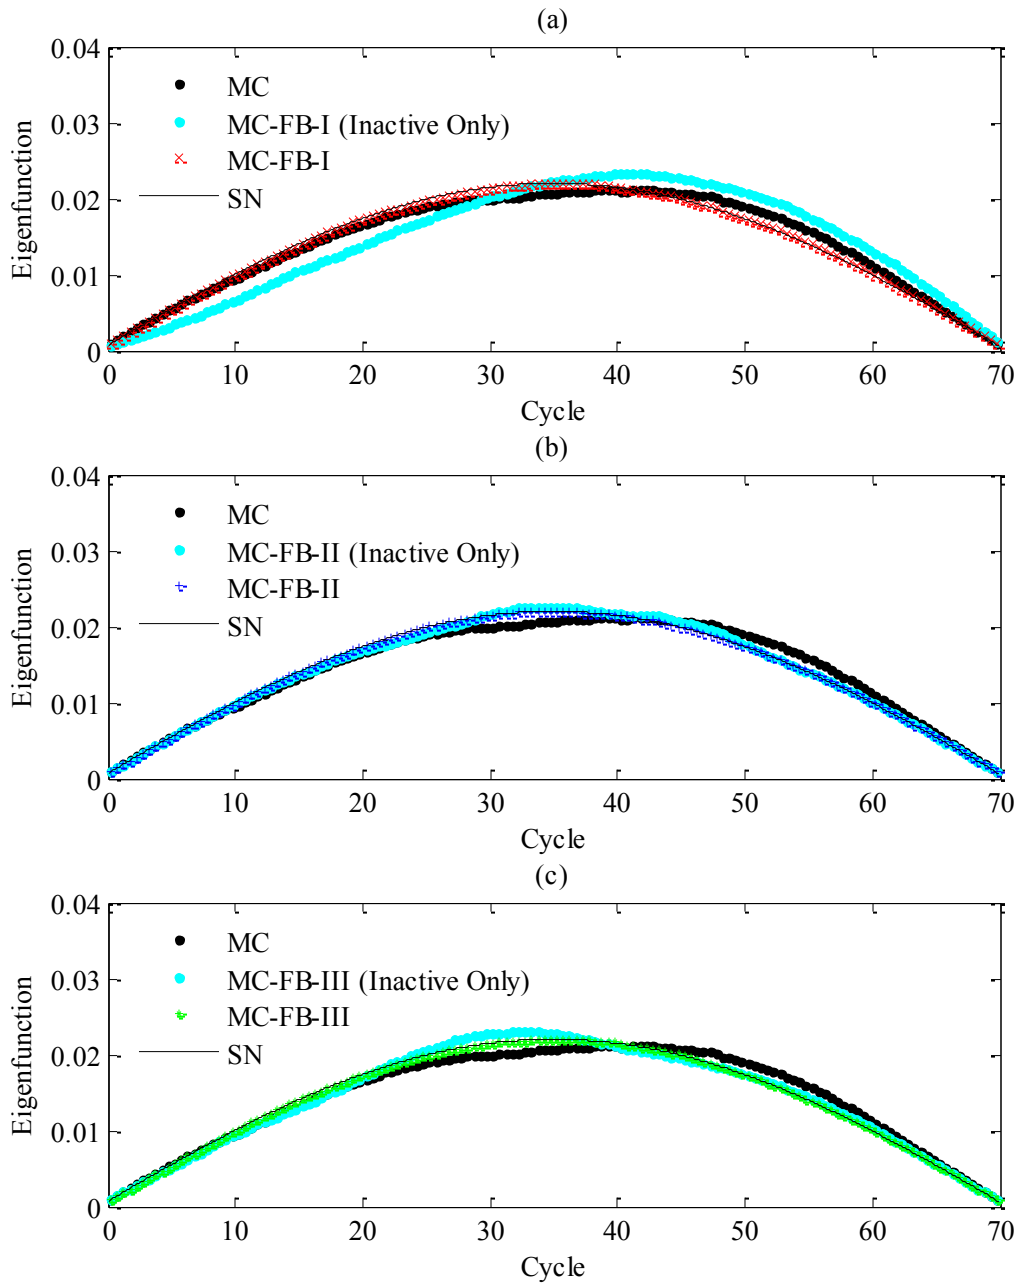 (a)
0.04
0.03
0.02
0.01
0
Eigenfunction
MC
MC-FB-I (Inactive Only)
MC-FB-I
SN
0 10 20 30 40 50 60 70
Cycle
(b)
0.04
0.03
0.02
0.01
0
Eigenfunction
MC
MC-FB-II (Inactive Only)
MC-FB-II
SN
0 10 20 30 40 50 60 70
Cycle
(c)
0.04
0.03
0.02
0.01
0
Eigenfunction
MC
MC-FB-III (Inactive Only)
MC-FB-III
SN
0 10 20 30 40 50 60 70
Cycle